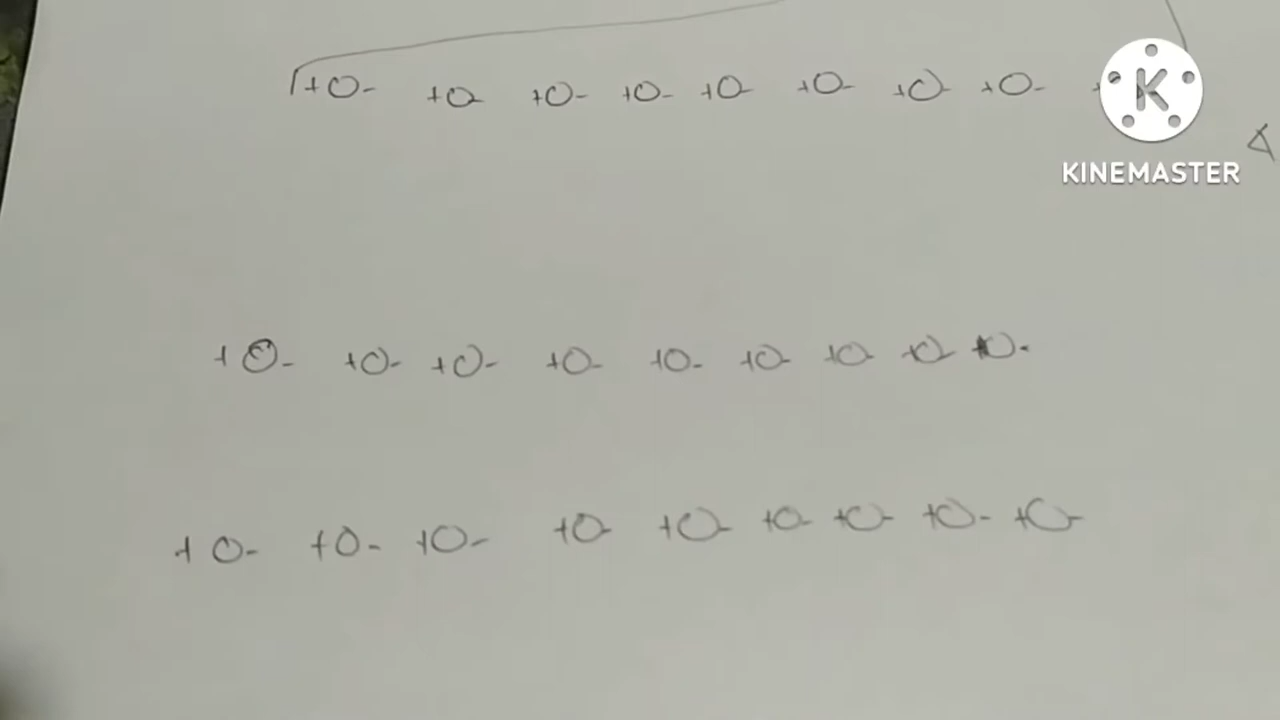 +O- +O- +O- +O- +O- +O- +O- +O- +
KINEMASTER
+O- +O- +O- +O- +O- +O- +O- +O- +O-
+O- +O- +O- +O- +O- +O- +O- +O- +O-